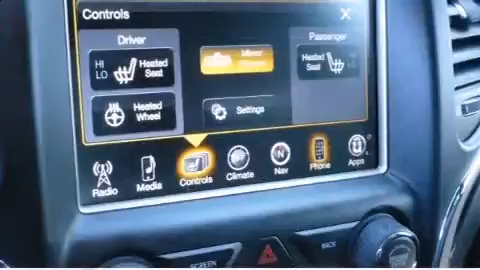 Controls
X
Driver
Passenger
HI
LO
Heated
Seat
Mirror
Heated
Seat
Heated
Wheel
Settings
Radio
Media
Controls
Climate
N
Nav
Phone
Apps
SCREEN
BACK